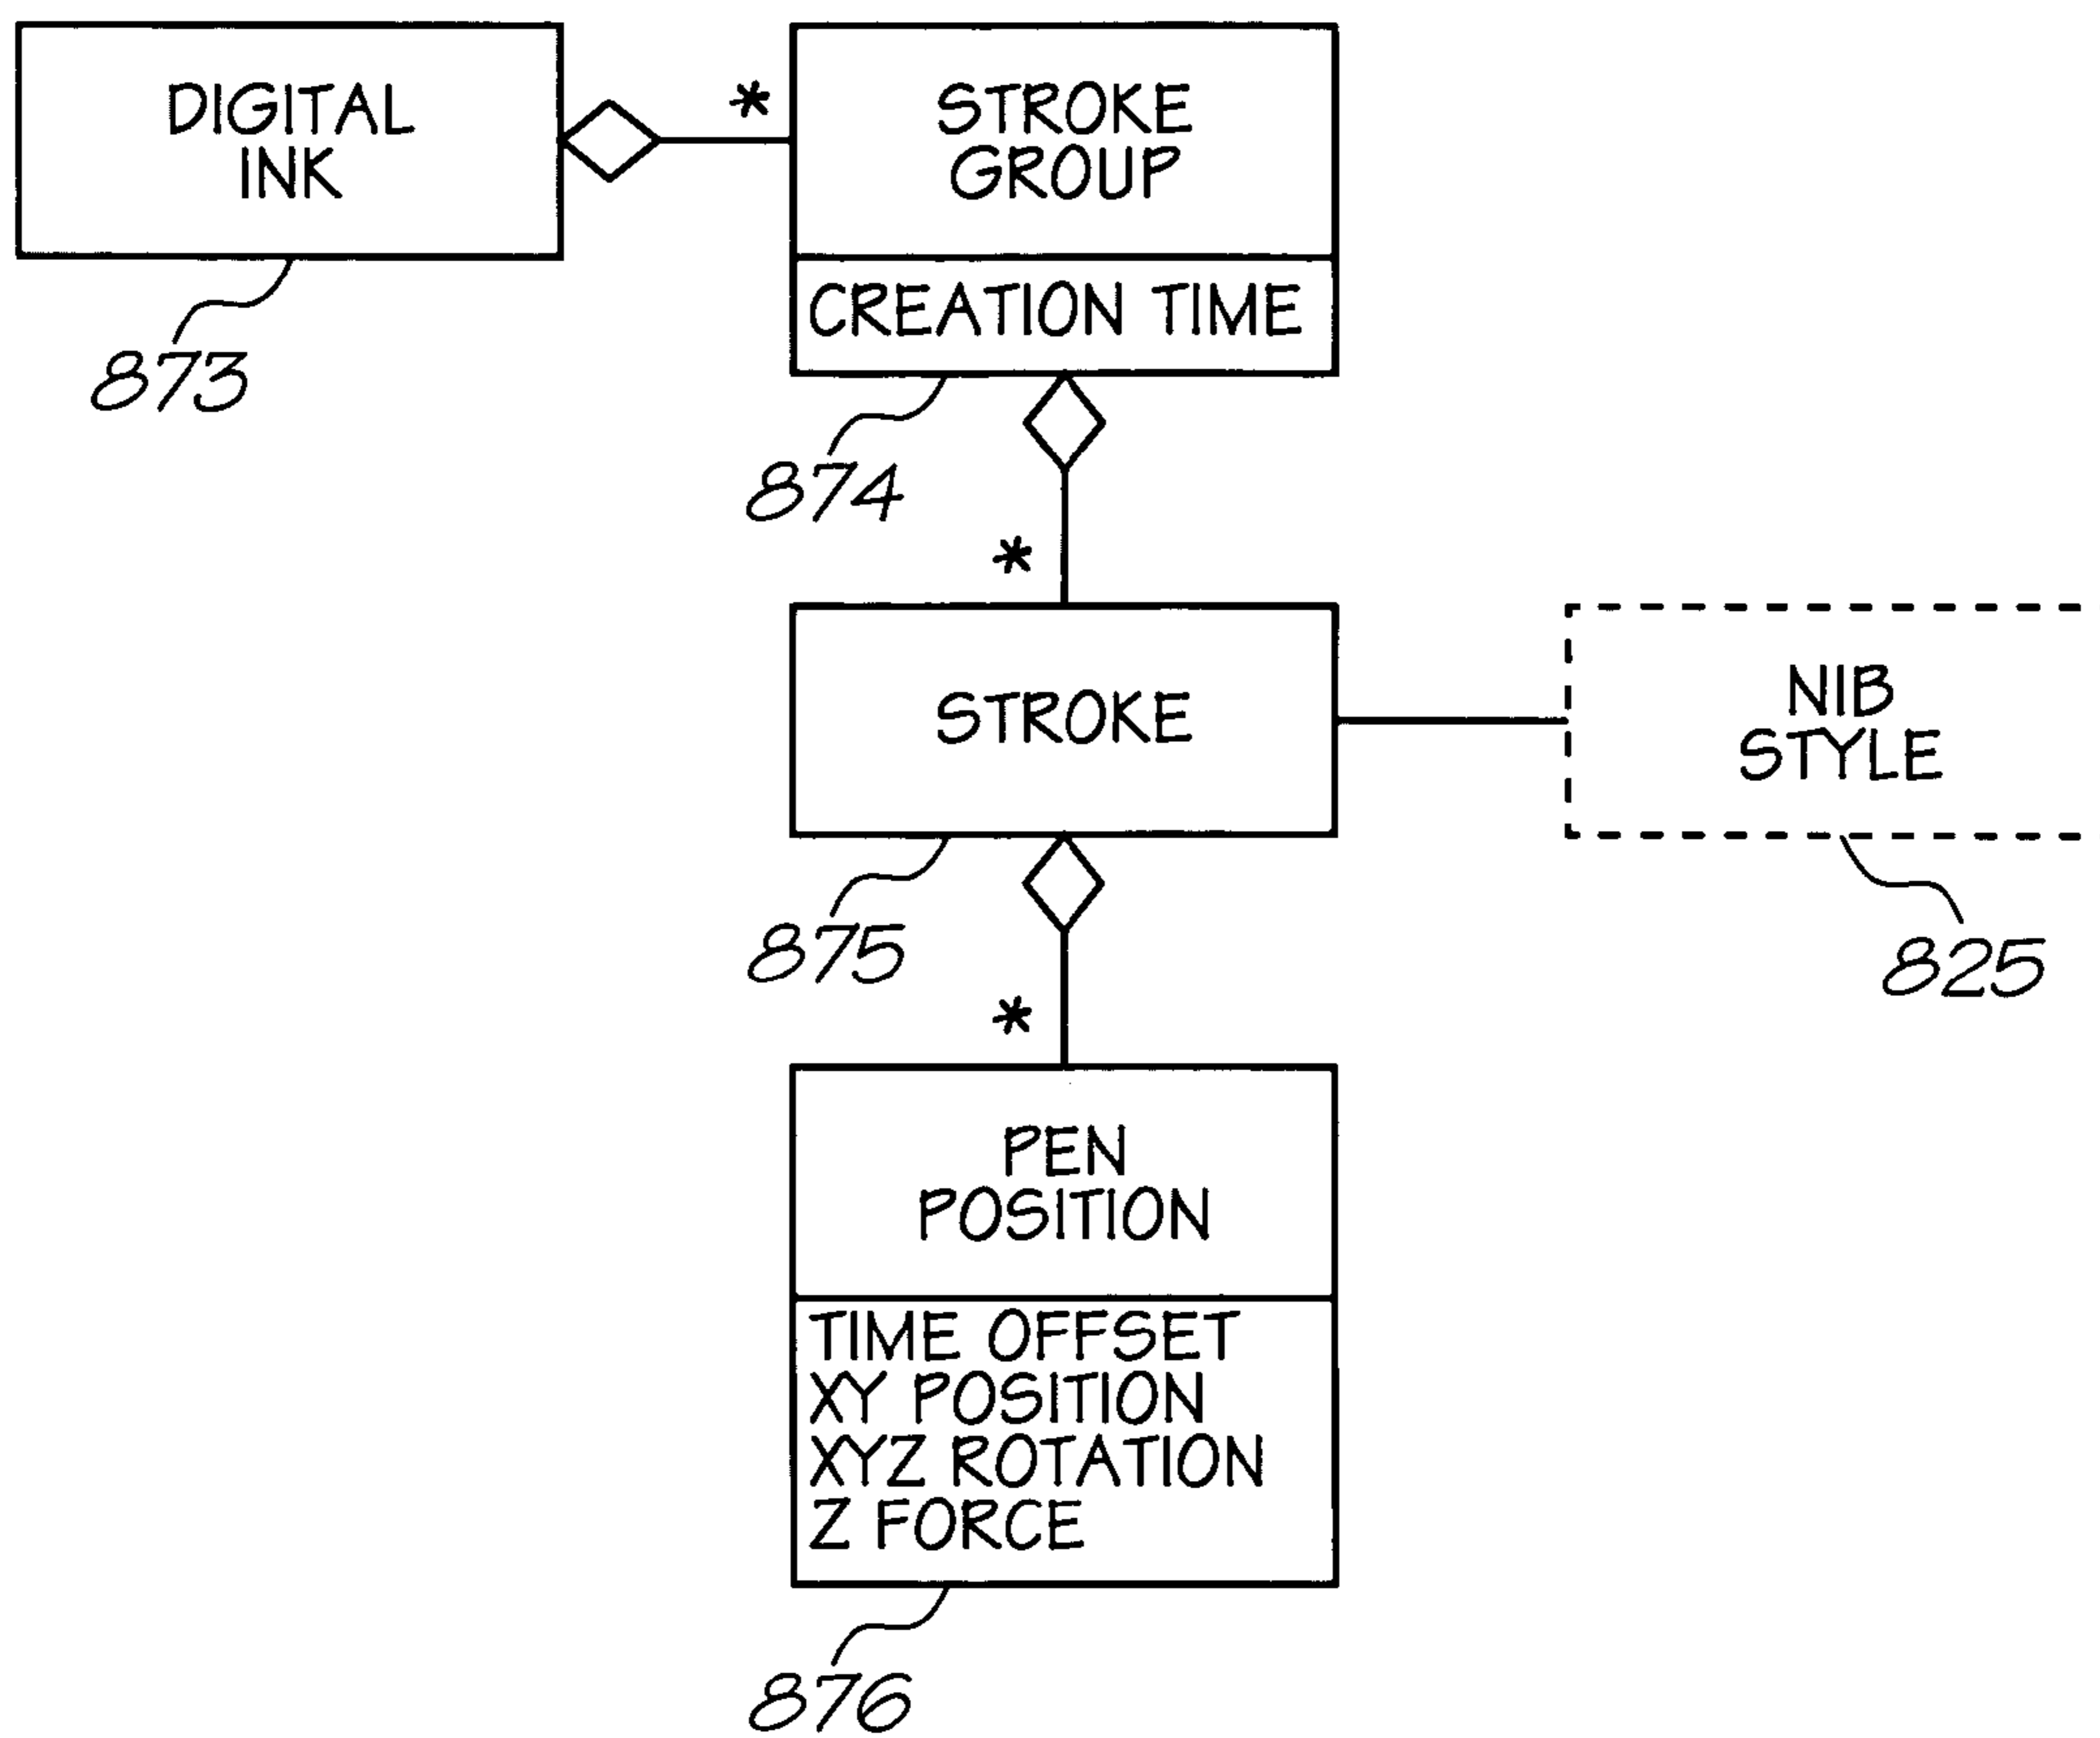 DIGITAL
INK
*
STROKE
GROUP
CREATION TIME
873
874
*
STROKE
NIB
STYLE
875
825
*
PEN
POSITION
TIME OFFSET
XY POSITION
XYZ ROTATION
Z FORCE
876